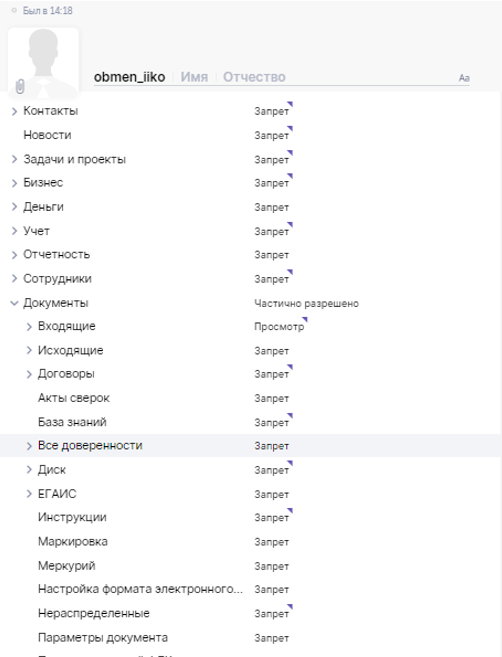 Был в 14:18
obmen_iiko Имя Отчество Aa
Контакты Запрет
Новости Запрет
Задачи и проекты Запрет
Бизнес Запрет
Деньги Запрет
Учет Запрет
Отчетность Запрет
Сотрудники Запрет
Документы Частично разрешено
Входящие Просмотр
Исходящие Запрет
Договоры Запрет
Акты сверок Запрет
База знаний Запрет
Все доверенности Запрет
Диск Запрет
ЕГАИС Запрет
Инструкции Запрет
Маркировка Запрет
Меркурий Запрет
Настройка формата электронного... Запрет
Нераспределенные Запрет
Параметры документа Запрет